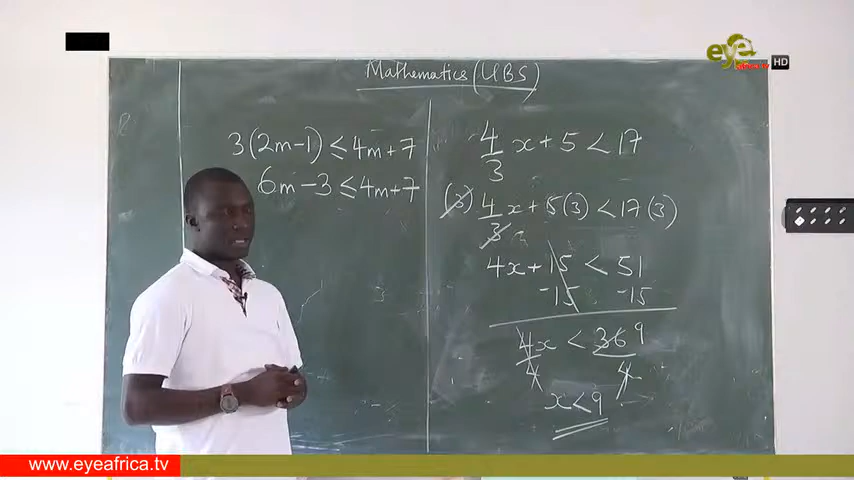 eye
africa tv
HD
Mathematics (UBS)
3(2m-1) ≤ 4m+7
6m-3 ≤ 4m+7
4/3 x+5 < 17
(3) 4/3 x+5(3) < 17(3)
4x+15 < 51
-15 -15
4x < 36 9
4 4
x<9
www.eyeafrica.tv